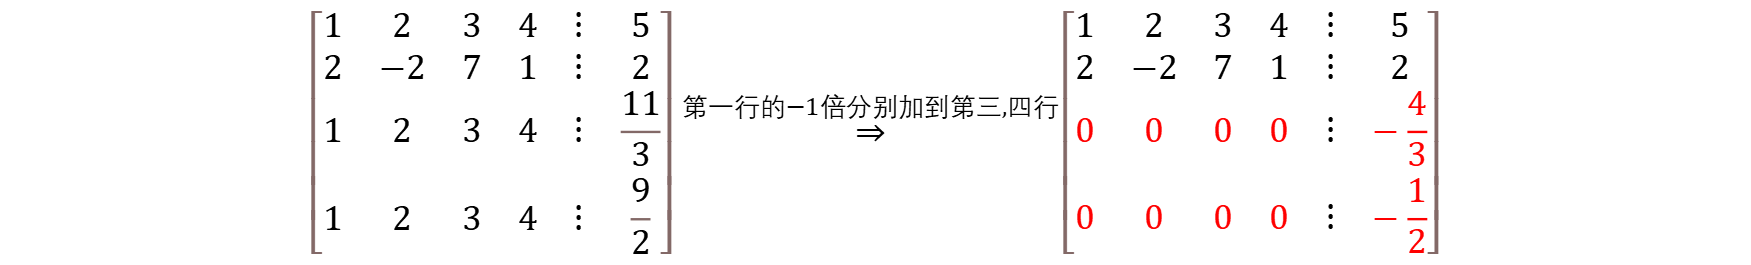 1 2 3 4 ⋮ 5 1 2 3 4 ⋮ 5
2 −2 7 1 ⋮ 2 2 −2 7 1 ⋮ 2
1 2 3 4 ⋮ 11/3 第一行的−1倍分别加到第三,四行 ⇒ 0 0 0 0 ⋮ −4/3
1 2 3 4 ⋮ 9/2 0 0 0 0 ⋮ −1/2